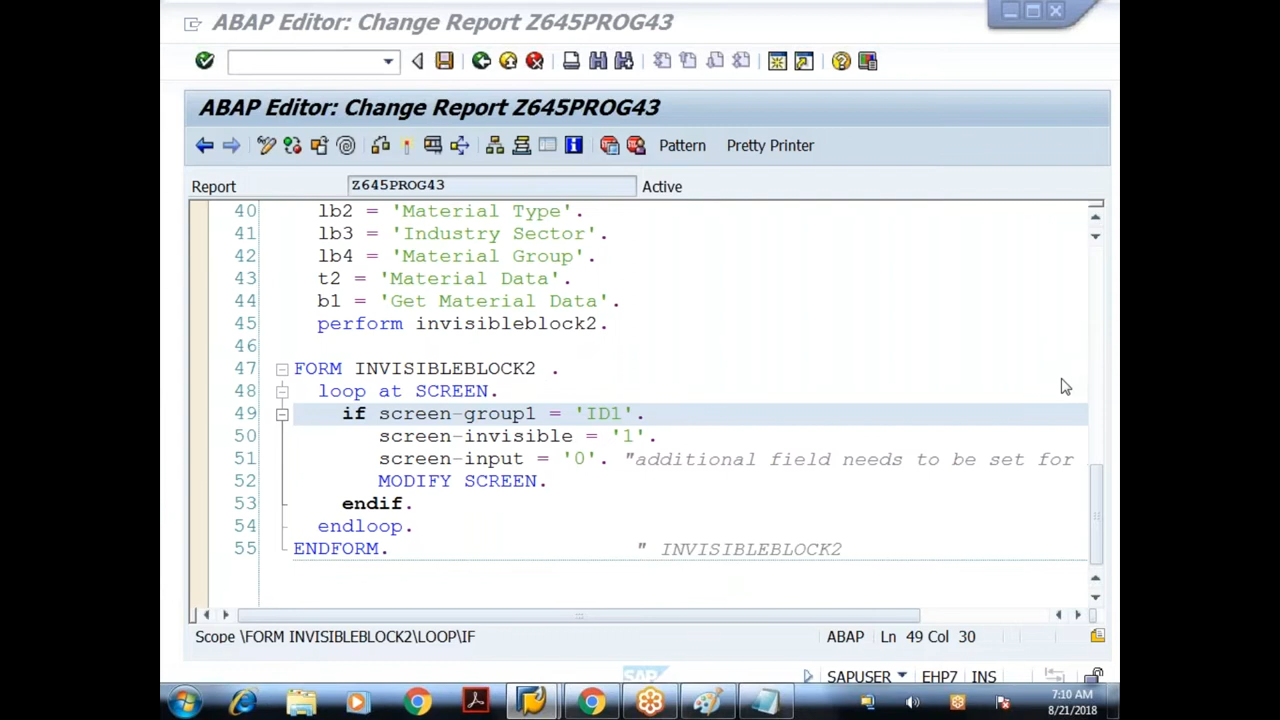 ABAP Editor: Change Report Z645PROG43
ABAP Editor: Change Report Z645PROG43
Pattern Pretty Printer
Report Z645PROG43 Active
40 lb2 = 'Material Type'.
41 lb3 = 'Industry Sector'.
42 lb4 = 'Material Group'.
43 t2 = 'Material Data'.
44 b1 = 'Get Material Data'.
45 perform invisibleblock2.
46
47 FORM INVISIBLEBLOCK2 .
48 loop at SCREEN.
49 if screen-group1 = 'ID1'.
50 screen-invisible = '1'.
51 screen-input = '0'. "additional field needs to be set for
52 MODIFY SCREEN.
53 endif.
54 endloop.
55 ENDFORM. " INVISIBLEBLOCK2
Scope \FORM INVISIBLEBLOCK2\LOOP\IF ABAP Ln 49 Col 30
SAP SAPUSER EHP7 INS
7:10 AM
8/21/2018